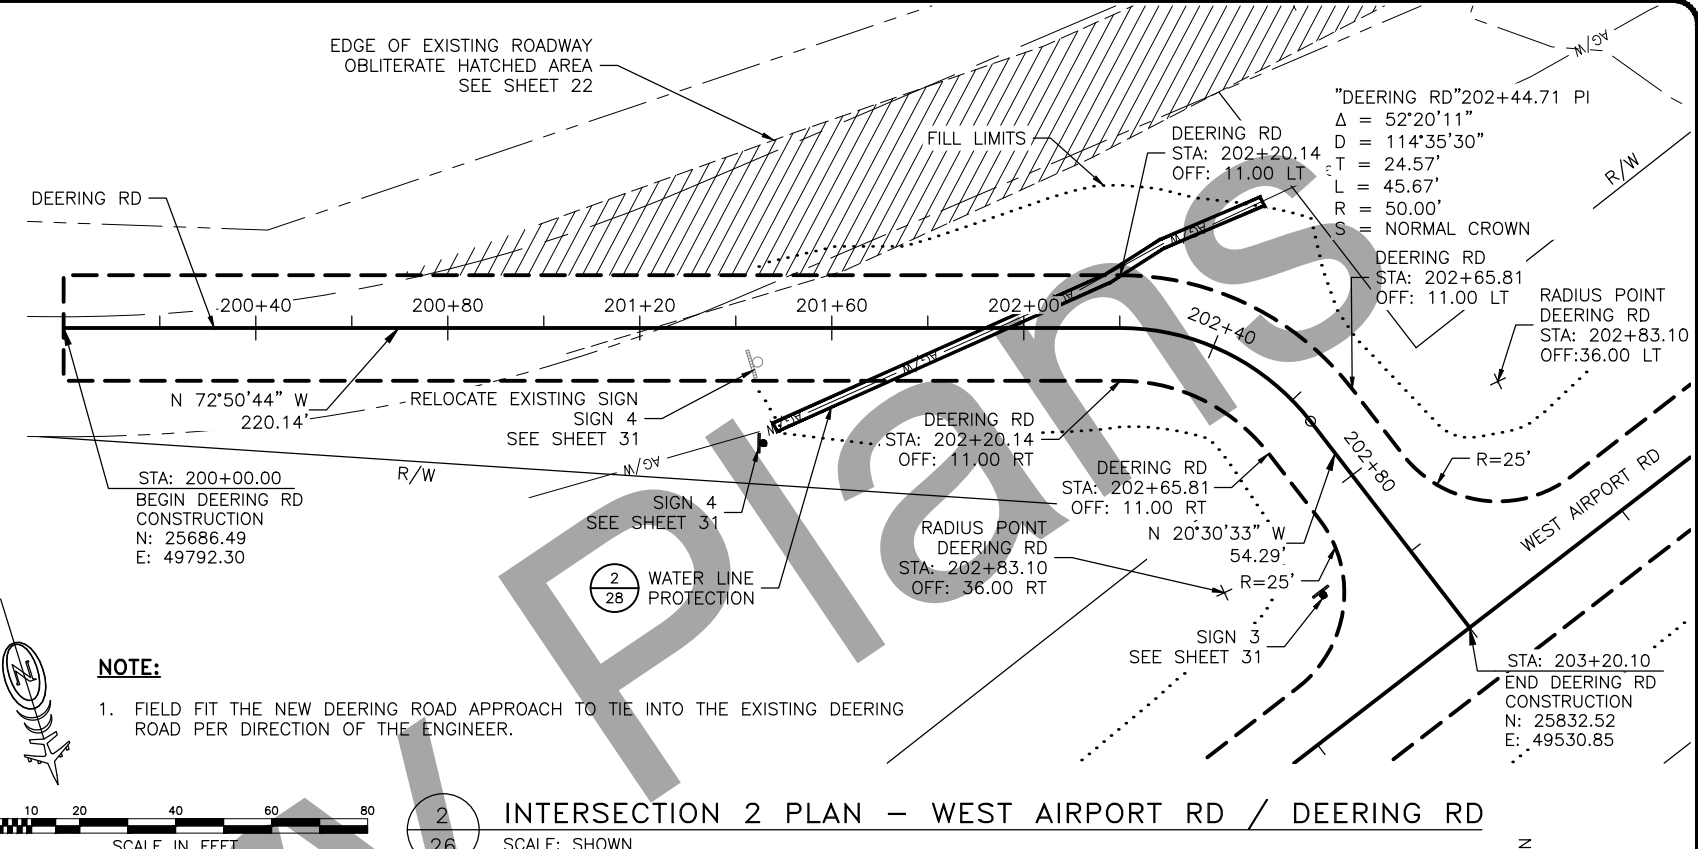 EDGE OF EXISTING ROADWAY
OBLITERATE HATCHED AREA
SEE SHEET 22
AG/W
"DEERING RD"202+44.71 PI
Δ = 52°20'11"
D = 114°35'30"
T = 24.57'
L = 45.67'
R = 50.00'
S = NORMAL CROWN
DEERING RD
STA: 202+20.14
OFF: 11.00 LT
FILL LIMITS
R/W
DEERING RD
DEERING RD
STA: 202+65.81
OFF: 11.00 LT
RADIUS POINT
DEERING RD
STA: 202+83.10
OFF:36.00 LT
AG/W
200+40
200+80
201+20
201+60
202+00
202+40
AG/W
N 72°50'44" W
220.14'
RELOCATE EXISTING SIGN
SIGN 4
SEE SHEET 31
DEERING RD
STA: 202+20.14
OFF: 11.00 RT
202+80
R=25'
WEST AIRPORT RD
STA: 200+00.00
BEGIN DEERING RD
CONSTRUCTION
N: 25686.49
E: 49792.30
R/W
AG/W
SIGN 4
SEE SHEET 31
DEERING RD
STA: 202+65.81
OFF: 11.00 RT
RADIUS POINT
DEERING RD
STA: 202+83.10
OFF: 36.00 RT
N 20°30'33" W
54.29'
R=25'
2
28
WATER LINE
PROTECTION
SIGN 3
SEE SHEET 31
STA: 203+20.10
END DEERING RD
CONSTRUCTION
N: 25832.52
E: 49530.85
N
NOTE:
1. FIELD FIT THE NEW DEERING ROAD APPROACH TO TIE INTO THE EXISTING DEERING
ROAD PER DIRECTION OF THE ENGINEER.
10 20 40 60 80
SCALE IN FEET
2
26
INTERSECTION 2 PLAN – WEST AIRPORT RD / DEERING RD
SCALE: SHOWN
N
Plans